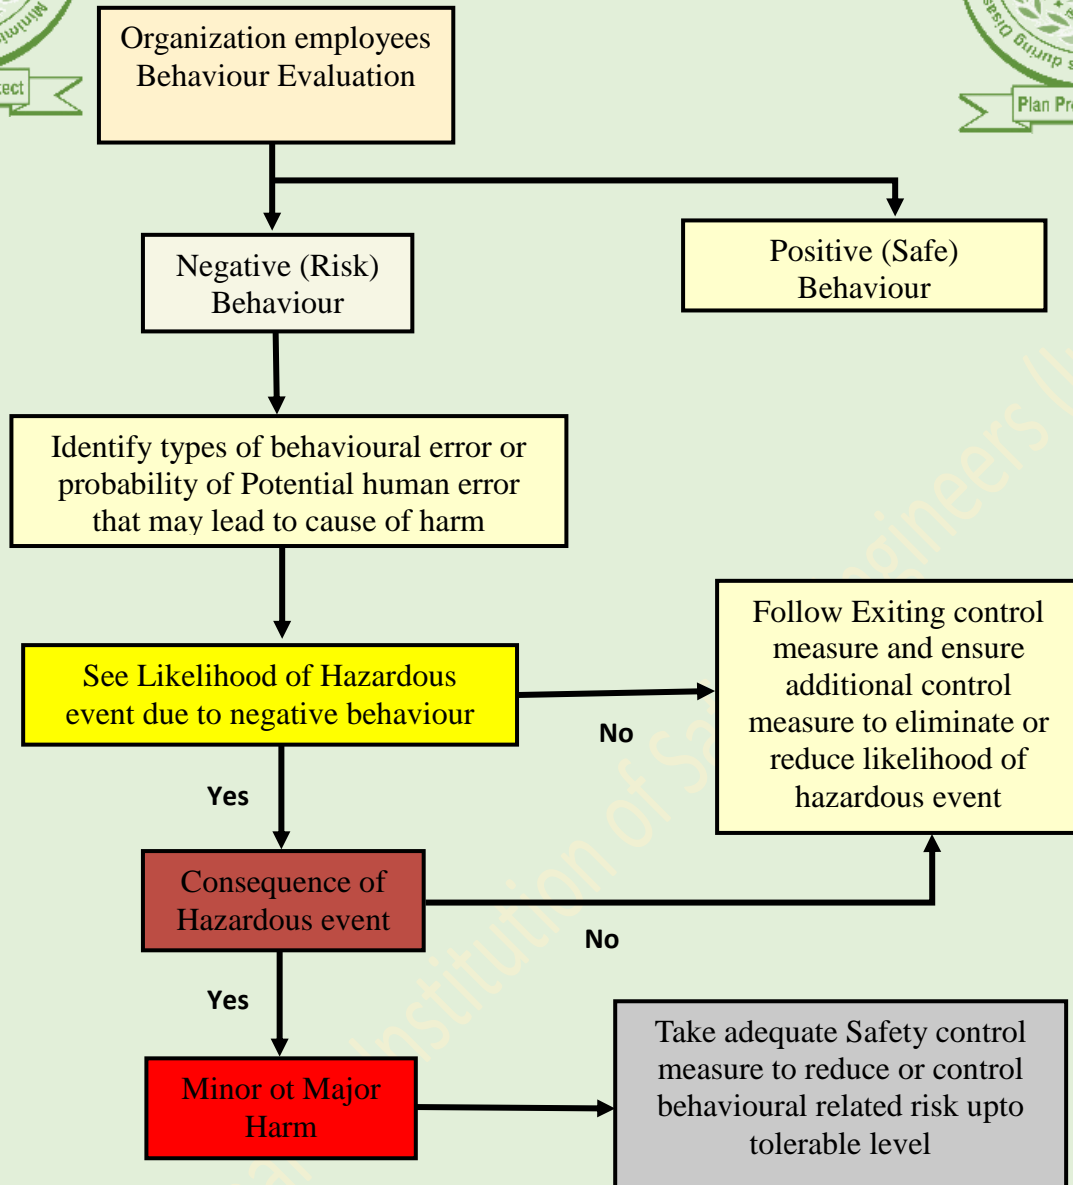 Organization employees
Behaviour Evaluation
Plan Pro
Negative (Risk)
Behaviour
Positive (Safe)
Behaviour
Identify types of behavioural error or
probability of Potential human error
that may lead to cause of harm
See Likelihood of Hazardous
event due to negative behaviour
No
Follow Exiting control
measure and ensure
additional control
measure to eliminate or
reduce likelihood of
hazardous event
Yes
Consequence of
Hazardous event
No
Yes
Minor ot Major
Harm
Take adequate Safety control
measure to reduce or control
behavioural related risk upto
tolerable level